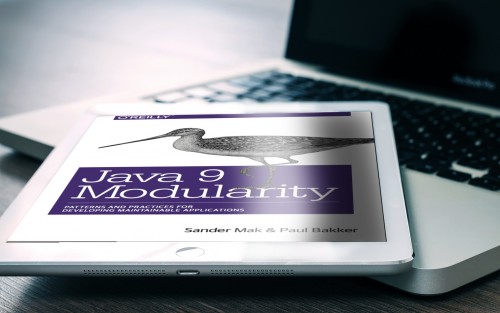 O'REILLY
Java 9
Modularity
PATTERNS AND PRACTICES FOR
DEVELOPING MAINTAINABLE APPLICATIONS
Sander Mak & Paul Bakker